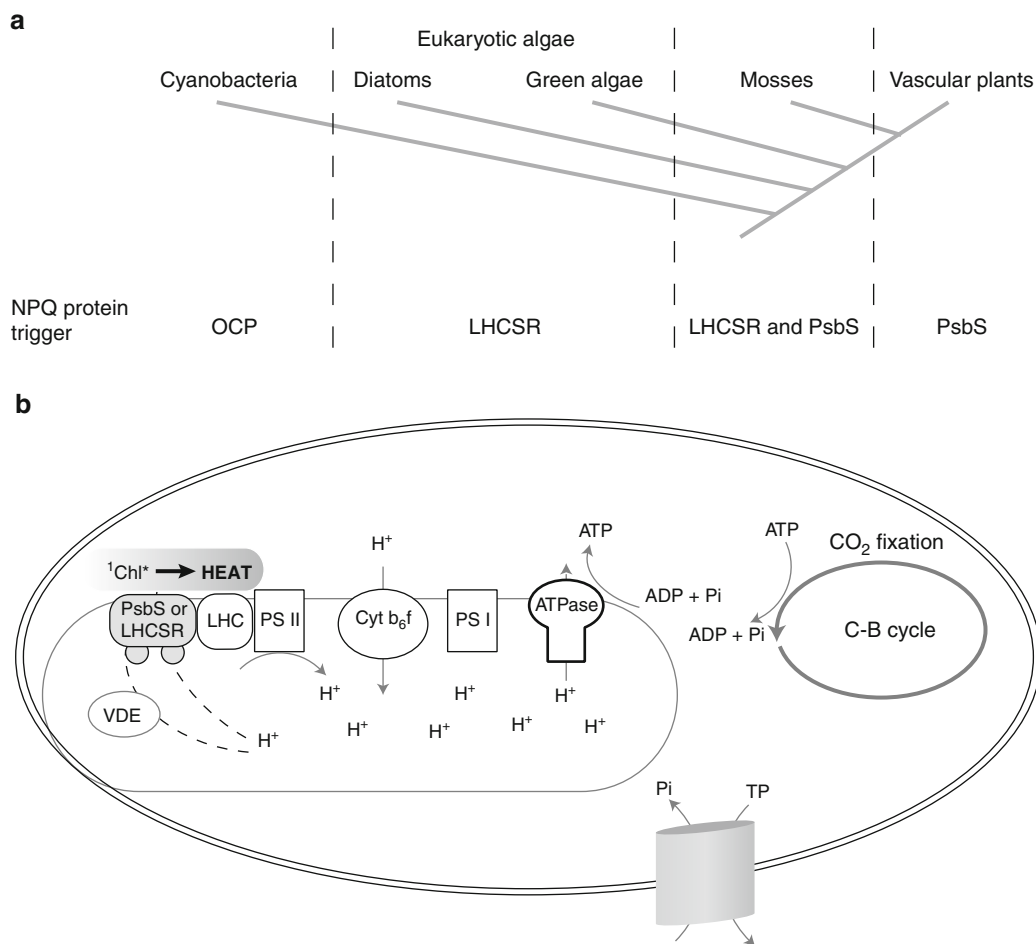 a
Eukaryotic algae
Cyanobacteria Diatoms Green algae Mosses Vascular plants
NPQ protein
trigger
OCP LHCSR LHCSR and PsbS PsbS
b
¹Chl* HEAT
PsbS or
LHCSR
LHC
PS II
H⁺
Cyt b₆f
PS I
ATP
ATPase
ADP + Pi
ATP
ADP + Pi
CO₂ fixation
C-B cycle
VDE
H⁺
H⁺
H⁺
H⁺
H⁺
H⁺
H⁺
H⁺
Pi TP